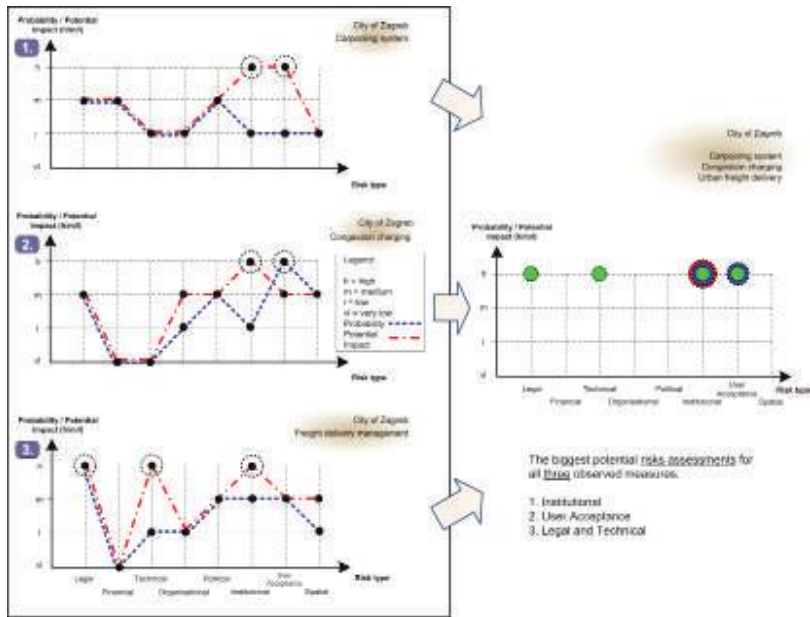 Probability / Potential
Impact (h/m/l)
1.
City of Zagreb
Carpooling system
h
m
l
vl
Risk type
Probability / Potential
Impact (h/m/l)
2.
City of Zagreb
Congestion charging
h
m
l
vl
Legend:
h = high
m = medium
l = low
vl = very low
Probability
Potential
Impact
Risk type
Probability / Potential
Impact (h/m/l)
3.
City of Zagreb
Freight delivery management
h
m
l
vl
Legal
Financial
Technical
Organisational
Political
Institutional
User
Acceptance
Spatial
Risk type
City of Zagreb
Carpooling system
Congestion charging
Urban freight delivery
Probability / Potential
Impact (h/m/l)
h
m
l
vl
Legal
Financial
Technical
Organisational
Political
Institutional
User
Acceptance
Spatial
Risk type
The biggest potential risks assessments for
all three observed measures.
1. Institutional
2. User Acceptance
3. Legal and Technical